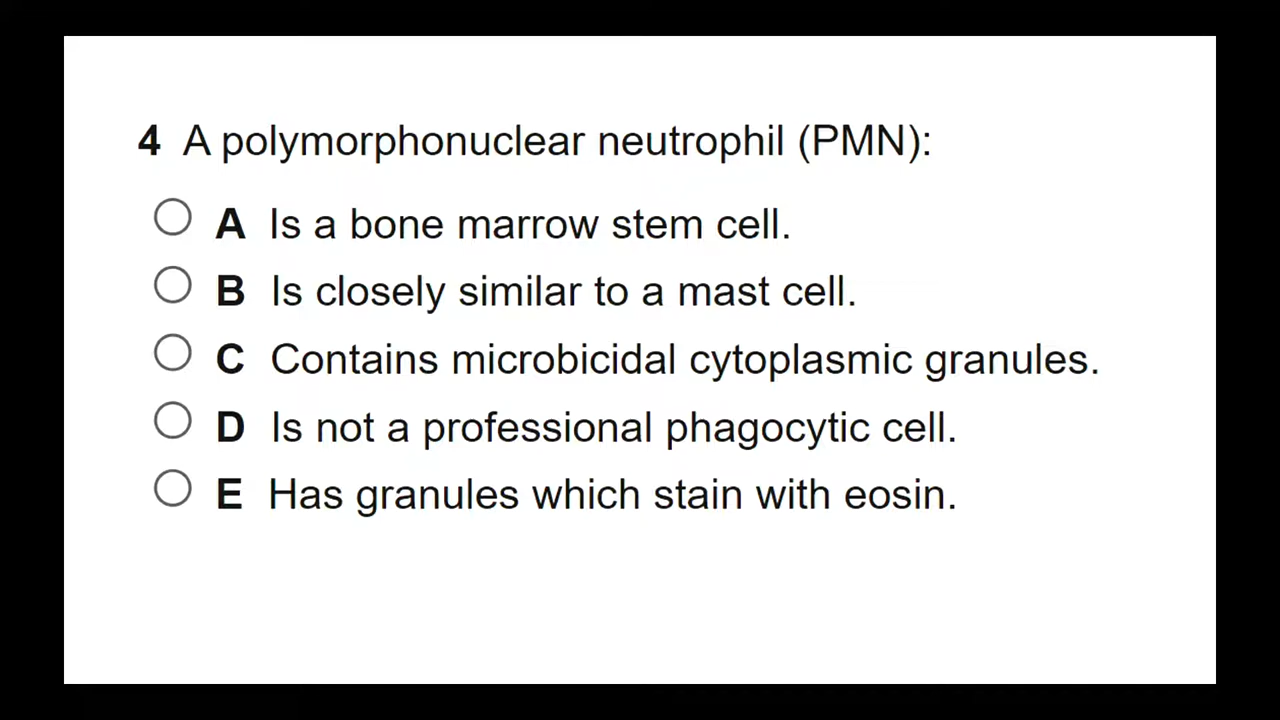 4 A polymorphonuclear neutrophil (PMN):
A Is a bone marrow stem cell.
B Is closely similar to a mast cell.
C Contains microbicidal cytoplasmic granules.
D Is not a professional phagocytic cell.
E Has granules which stain with eosin.